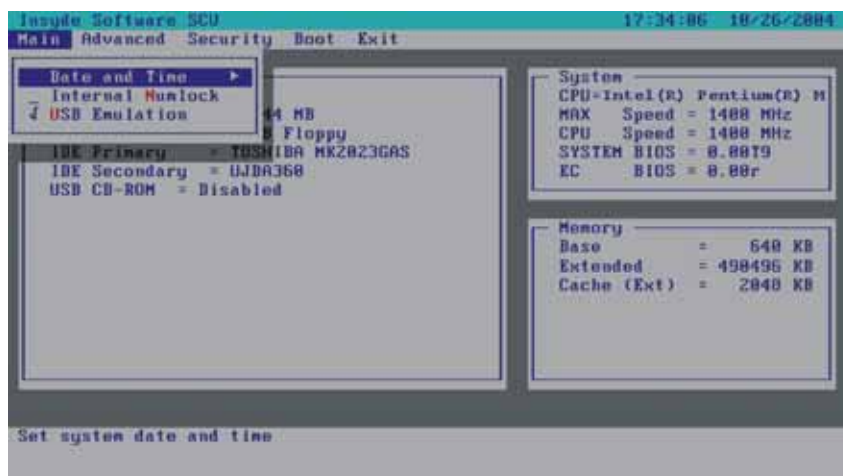 Insyde Software SCU 17:34:06 10/26/2004
Main Advanced Security Boot Exit
Date and Time
Internal Numlock
√ USB Emulation
44 MB
Floppy
IDE Primary = TOSHIBA MK2023GAS
IDE Secondary = UJDA360
USB CD-ROM = Disabled
System
CPU=Intel(R) Pentium(R) M
MAX Speed = 1400 MHz
CPU Speed = 1400 MHz
SYSTEM BIOS = 0.00T9
EC BIOS = 0.00r
Memory
Base = 640 KB
Extended = 490496 KB
Cache (Ext) = 2048 KB
Set system date and time